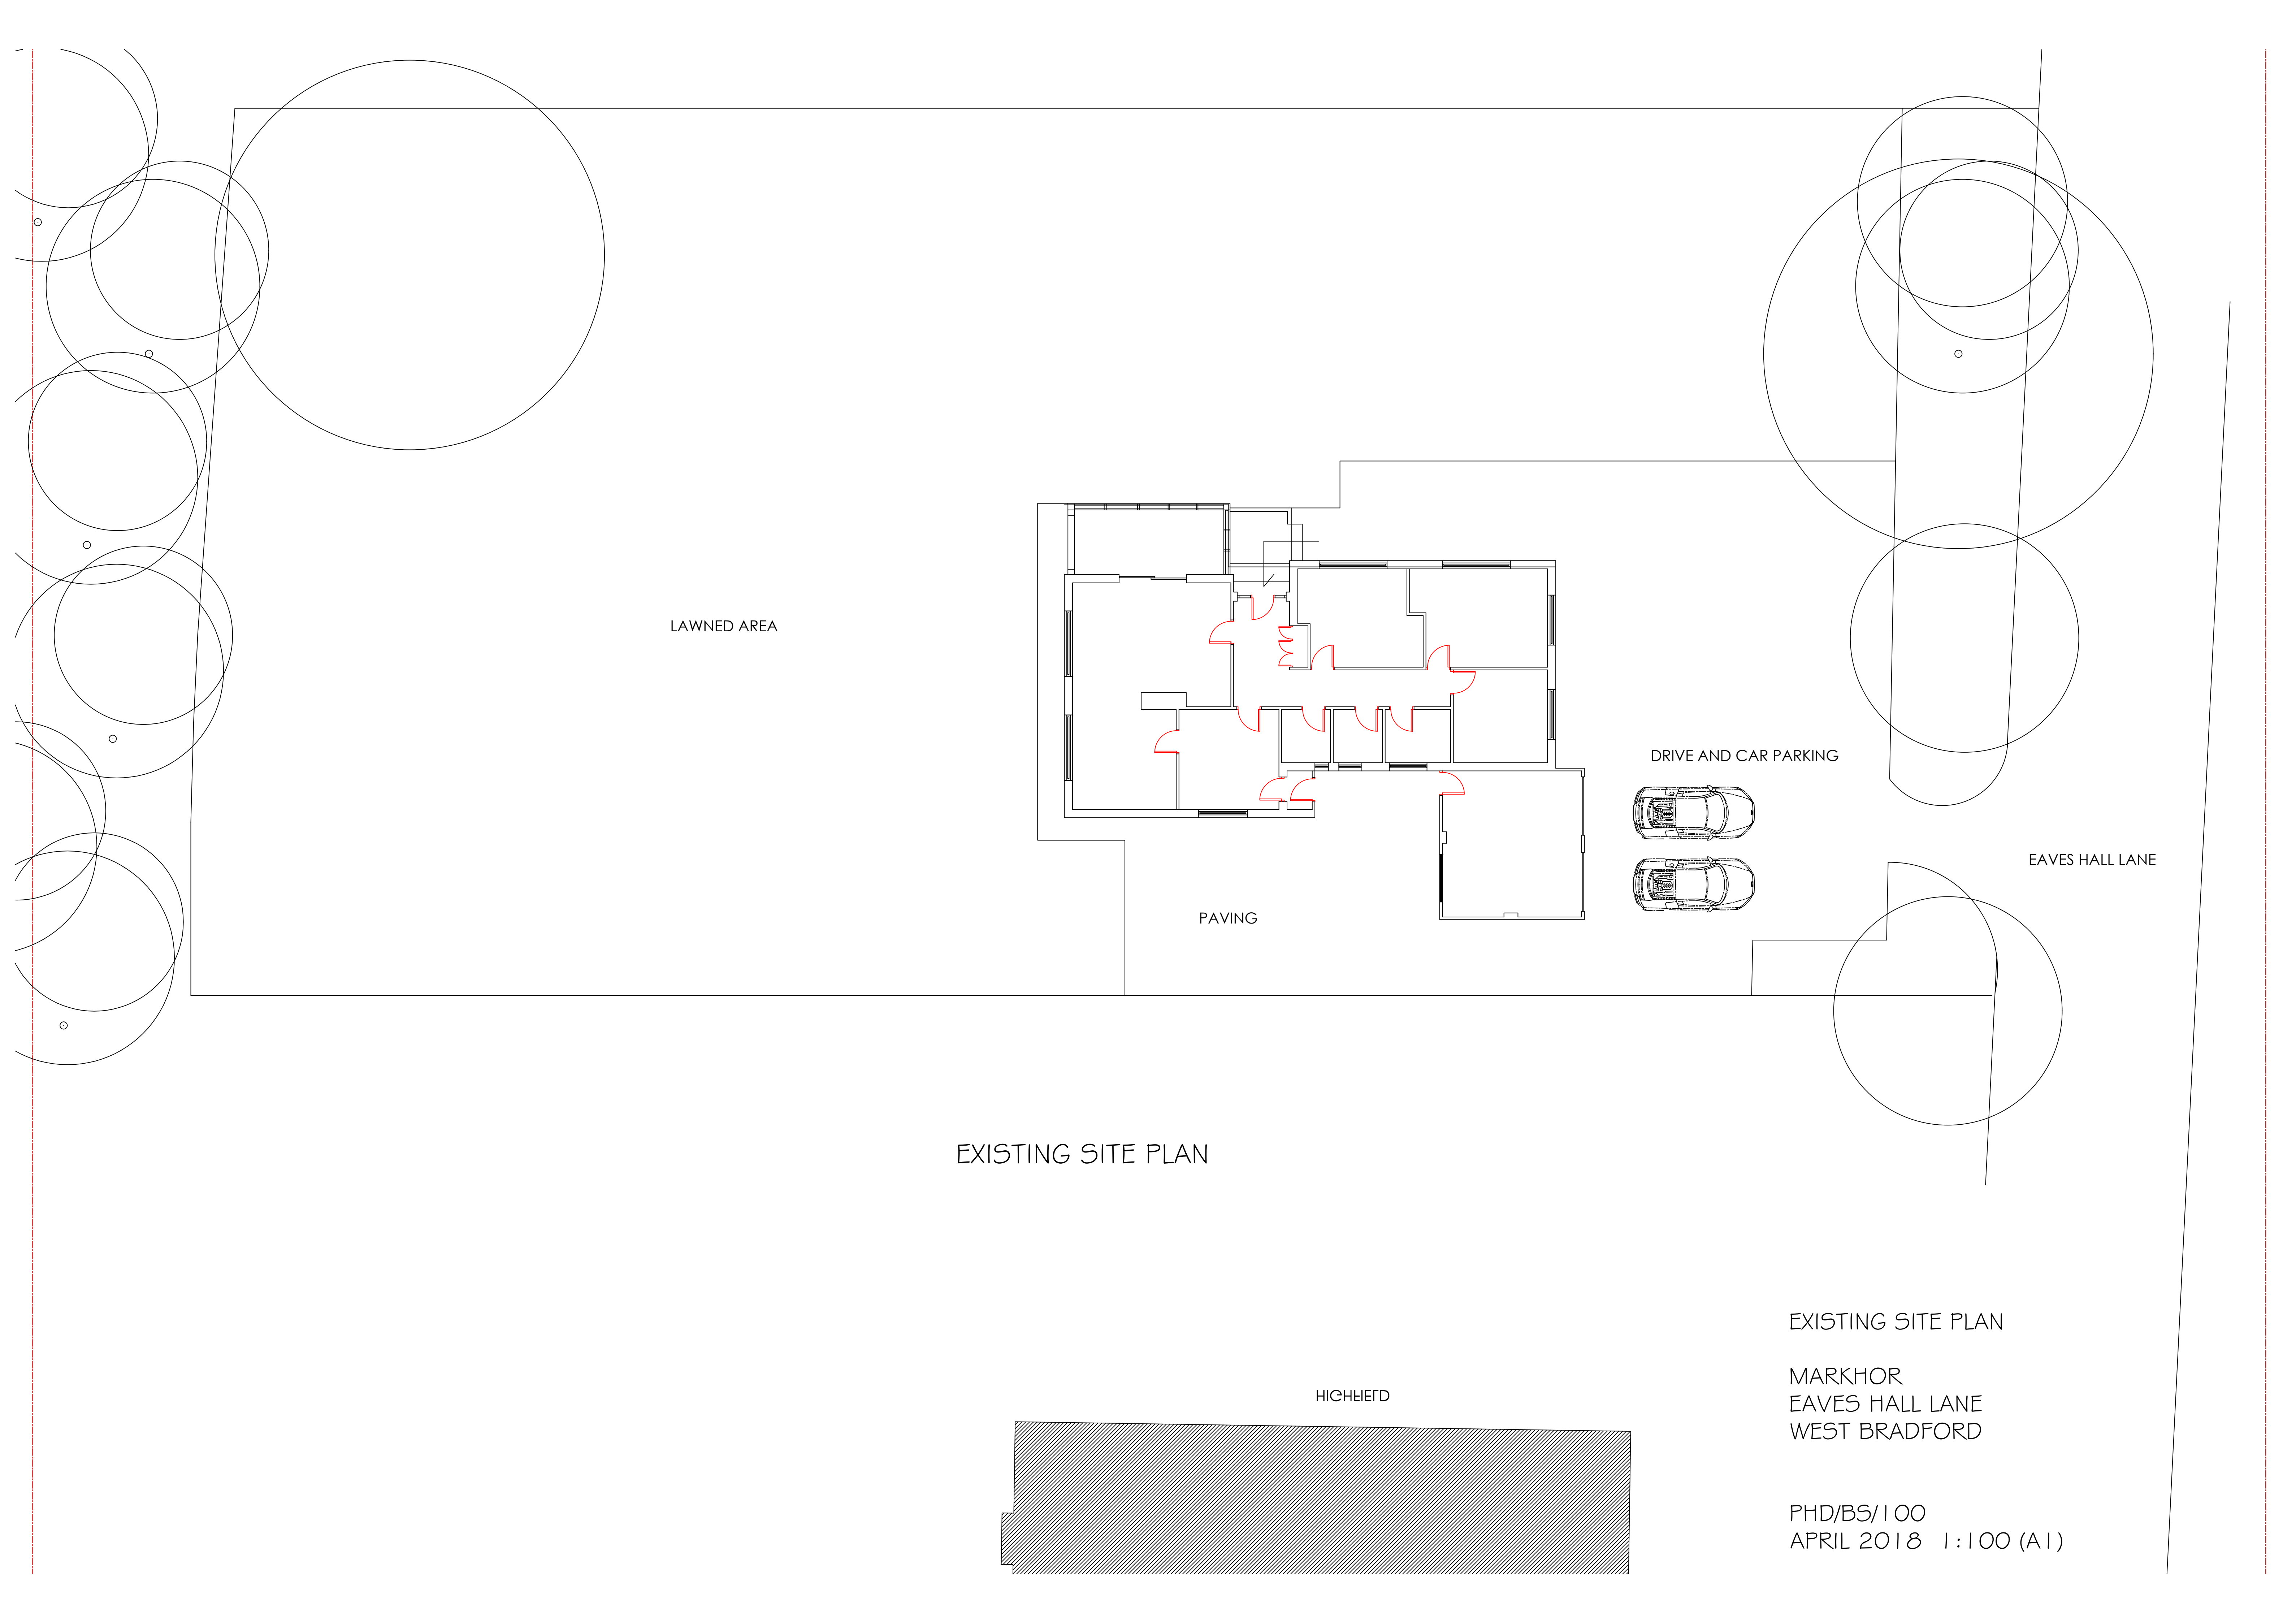 LAWNED AREA
DRIVE AND CAR PARKING
EAVES HALL LANE
PAVING
EXISTING SITE PLAN
EXISTING SITE PLAN
MARKHOR
EAVES HALL LANE
WEST BRADFORD
HIGHFIELD
PHD/BS/100
APRIL 2018 1:100 (A1)